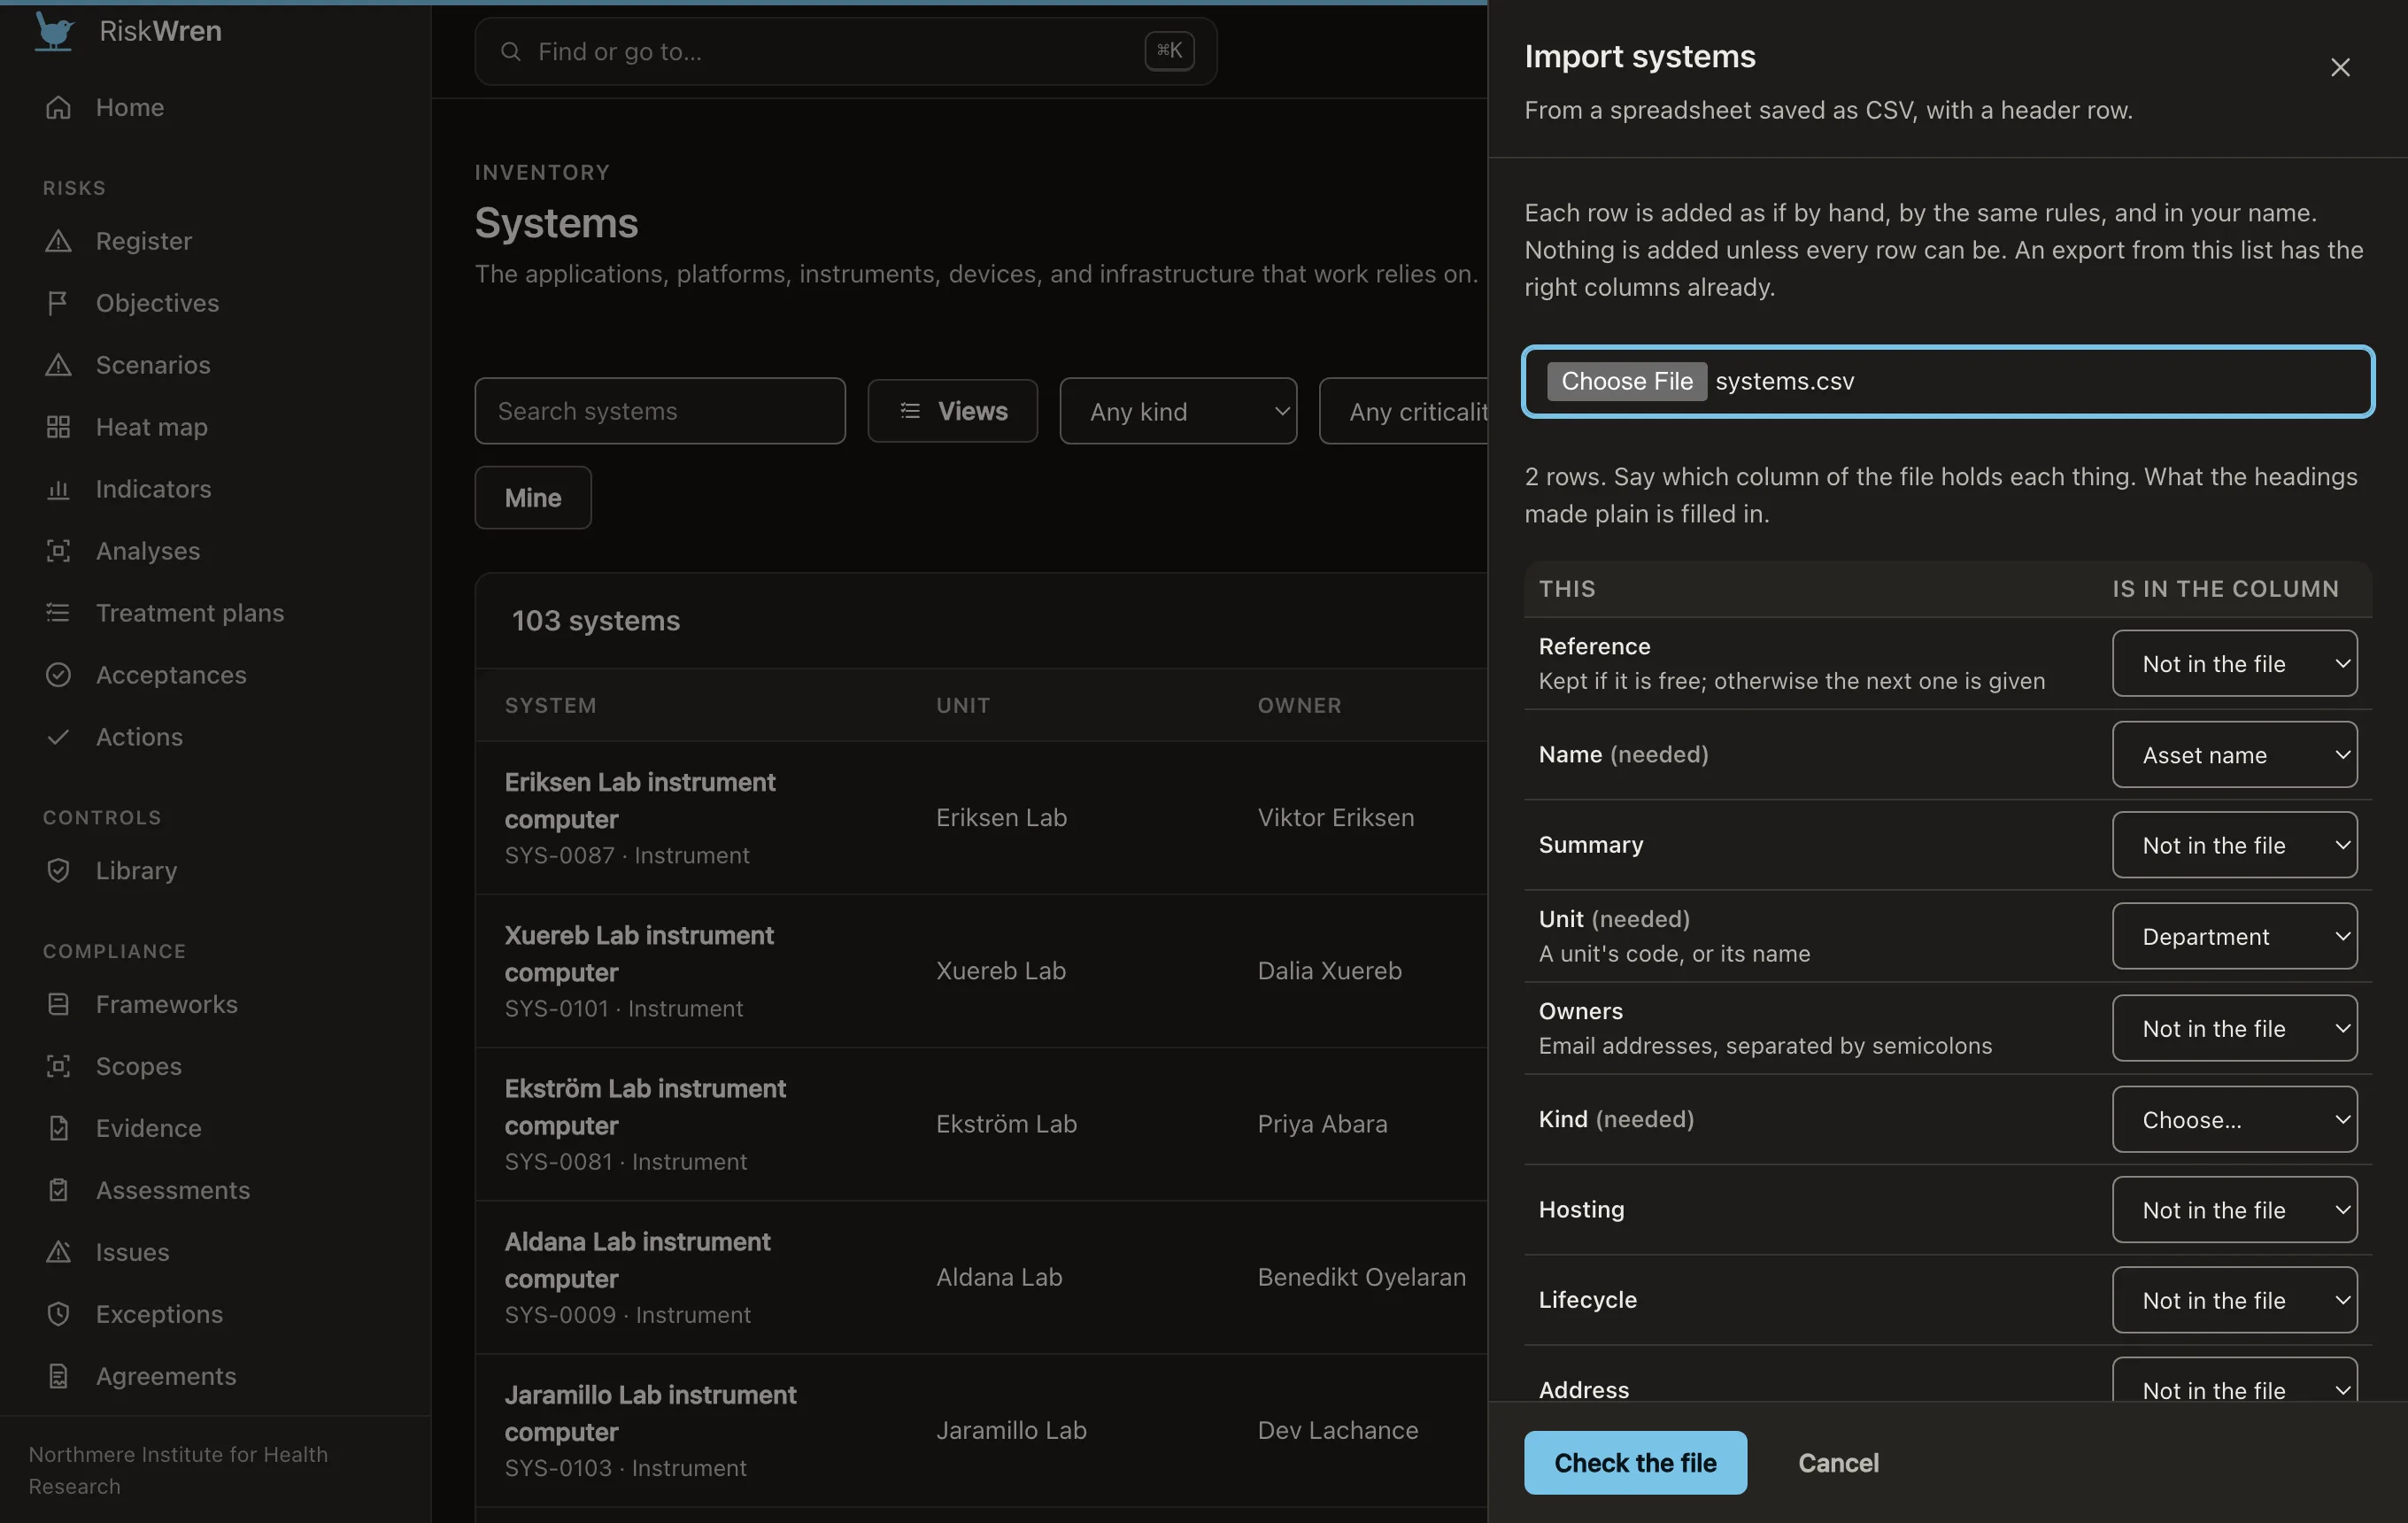 RiskWren
Home
RISKS
Register
Objectives
Scenarios
Heat map
Indicators
Analyses
Treatment plans
Acceptances
Actions
CONTROLS
Library
COMPLIANCE
Frameworks
Scopes
Evidence
Assessments
Issues
Exceptions
Agreements
Northmere Institute for Health
Research
Find or go to...
⌘K
INVENTORY
Systems
The applications, platforms, instruments, devices, and infrastructure that work relies on.
Search systems
Views
Any kind
Any criticalit
Mine
103 systems
SYSTEM UNIT OWNER
Eriksen Lab instrument
computer
SYS-0087 · Instrument
Eriksen Lab
Viktor Eriksen
Xuereb Lab instrument
computer
SYS-0101 · Instrument
Xuereb Lab
Dalia Xuereb
Ekström Lab instrument
computer
SYS-0081 · Instrument
Ekström Lab
Priya Abara
Aldana Lab instrument
computer
SYS-0009 · Instrument
Aldana Lab
Benedikt Oyelaran
Jaramillo Lab instrument
computer
SYS-0103 · Instrument
Jaramillo Lab
Dev Lachance
Import systems
From a spreadsheet saved as CSV, with a header row.
Each row is added as if by hand, by the same rules, and in your name.
Nothing is added unless every row can be. An export from this list has the
right columns already.
Choose File systems.csv
2 rows. Say which column of the file holds each thing. What the headings
made plain is filled in.
THIS IS IN THE COLUMN
Reference
Kept if it is free; otherwise the next one is given
Not in the file
Name (needed)
Asset name
Summary
Not in the file
Unit (needed)
A unit's code, or its name
Department
Owners
Email addresses, separated by semicolons
Not in the file
Kind (needed)
Choose...
Hosting
Not in the file
Lifecycle
Not in the file
Address
Not in the file
Check the file
Cancel